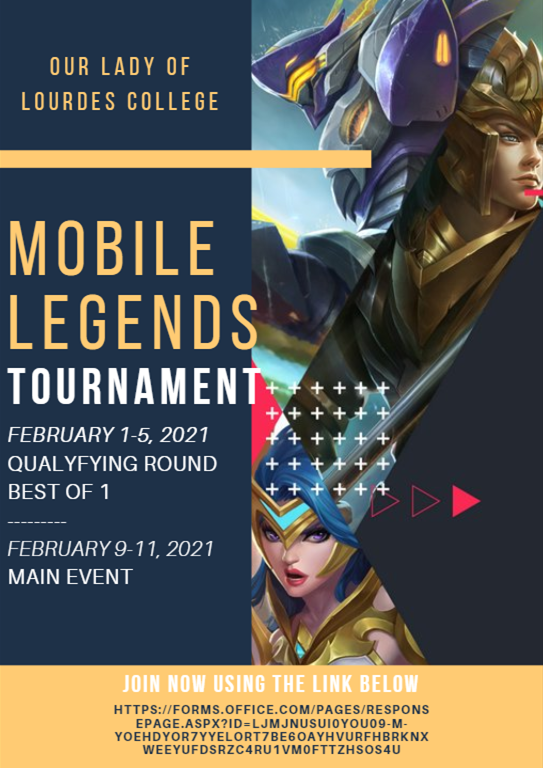 OUR LADY OF
LOURDES COLLEGE
MOBILE
LEGENDS
TOURNAMENT
FEBRUARY 1-5, 2021
QUALYFYING ROUND
BEST OF 1
---------
FEBRUARY 9-11, 2021
MAIN EVENT
JOIN NOW USING THE LINK BELOW
HTTPS://FORMS.OFFICE.COM/PAGES/RESPONS
EPAGE.ASPX?ID=LJMJNUSUI0YOU09-M-
YOEHDYOR7YYELORT7BE6OAYHVURFHBRKNX
WEEYUFDSRZC4RU1VM0FTTZHSOS4U